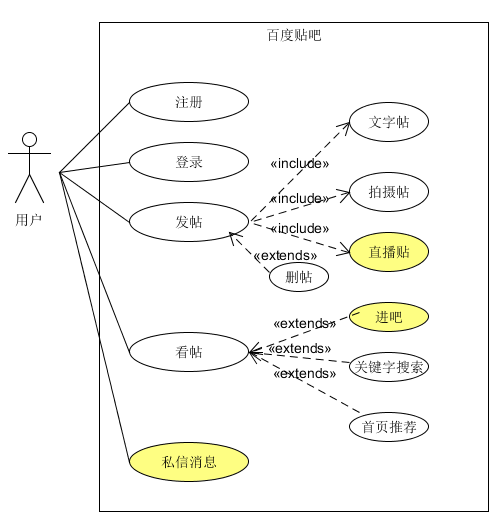 百度贴吧
注册
文字帖
登录
«include»
拍摄帖
«include»
用户
发帖
«include»
直播贴
«extends»
删帖
进吧
«extends»
看帖
«extends»
关键字搜索
«extends»
首页推荐
私信消息